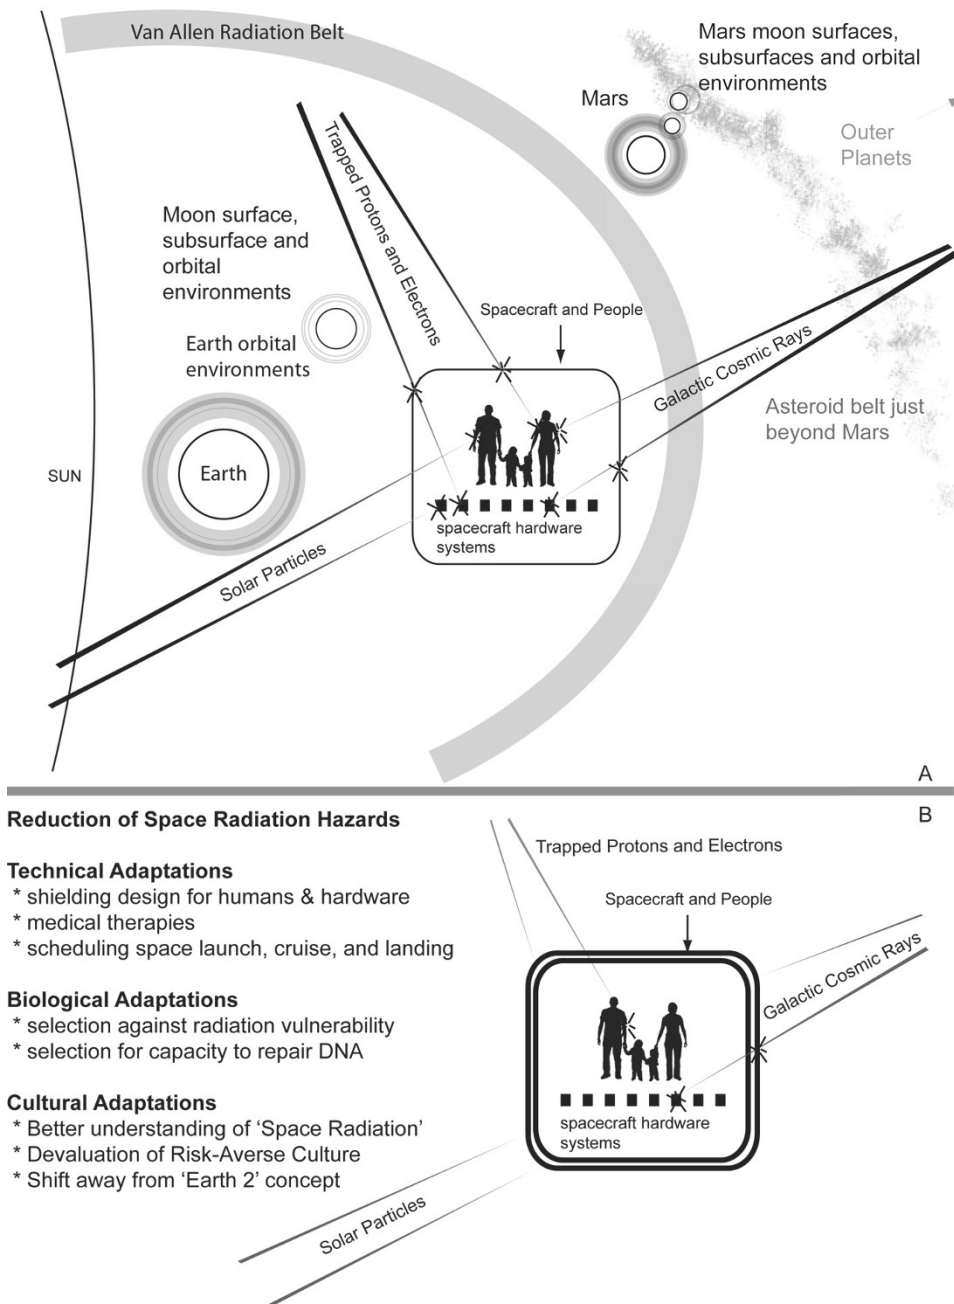 Van Allen Radiation Belt
Mars moon surfaces,
subsurfaces and orbital
environments
Mars
Outer
Planets
Trapped Protons and Electrons
Moon surface,
subsurface and
orbital
environments
Spacecraft and People
Earth orbital
environments
Galactic Cosmic Rays
Asteroid belt just
beyond Mars
SUN
Earth
spacecraft hardware
systems
Solar Particles
A
B
Reduction of Space Radiation Hazards
Technical Adaptations
* shielding design for humans & hardware
* medical therapies
* scheduling space launch, cruise, and landing
Biological Adaptations
* selection against radiation vulnerability
* selection for capacity to repair DNA
Cultural Adaptations
* Better understanding of ‘Space Radiation’
* Devaluation of Risk-Averse Culture
* Shift away from ‘Earth 2’ concept
Trapped Protons and Electrons
Spacecraft and People
Galactic Cosmic Rays
spacecraft hardware
systems
Solar Particles